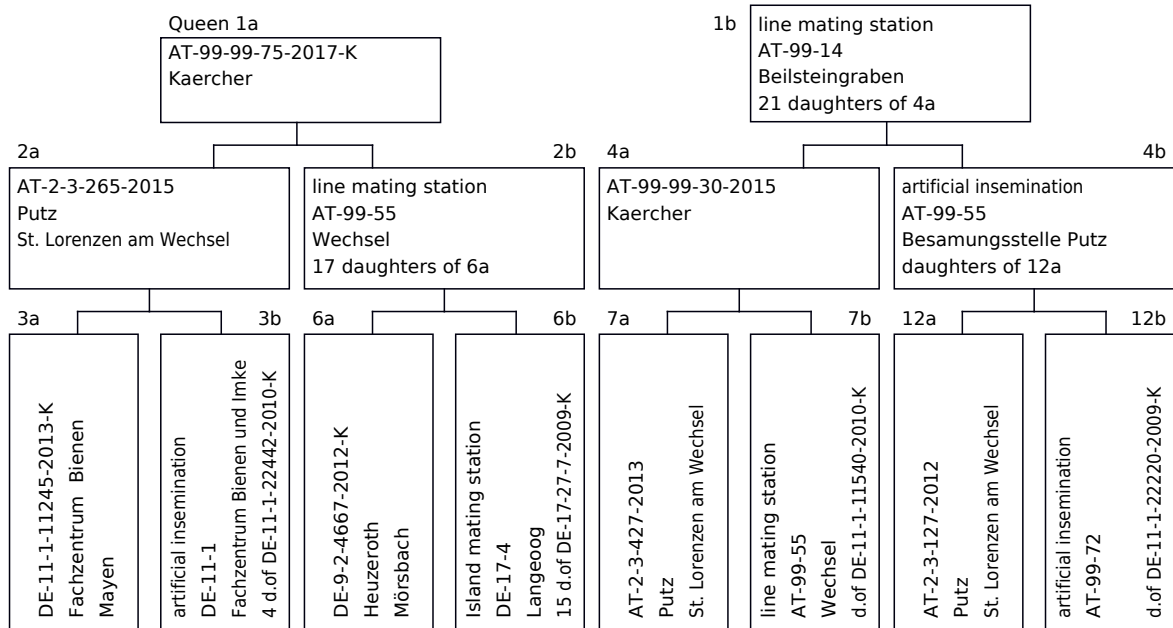 Queen 1a
AT-99-99-75-2017-K
Kaercher
1b
line mating station
AT-99-14
Beilsteingraben
21 daughters of 4a
2a
AT-2-3-265-2015
Putz
St. Lorenzen am Wechsel
2b
line mating station
AT-99-55
Wechsel
17 daughters of 6a
4a
AT-99-99-30-2015
Kaercher
4b
artificial insemination
AT-99-55
Besamungsstelle Putz
daughters of 12a
3a
DE-11-1-11245-2013-K
Fachzentrum Bienen
Mayen
3b
artificial insemination
DE-11-1
Fachzentrum Bienen und Imke
4 d.of DE-11-1-22442-2010-K
6a
DE-9-2-4667-2012-K
Heuzeroth
Mörsbach
6b
Island mating station
DE-17-4
Langeoog
15 d.of DE-17-27-7-2009-K
7a
AT-2-3-427-2013
Putz
St. Lorenzen am Wechsel
7b
line mating station
AT-99-55
Wechsel
d.of DE-11-1-11540-2010-K
12a
AT-2-3-127-2012
Putz
St. Lorenzen am Wechsel
12b
artificial insemination
AT-99-72
d.of DE-11-1-22220-2009-K